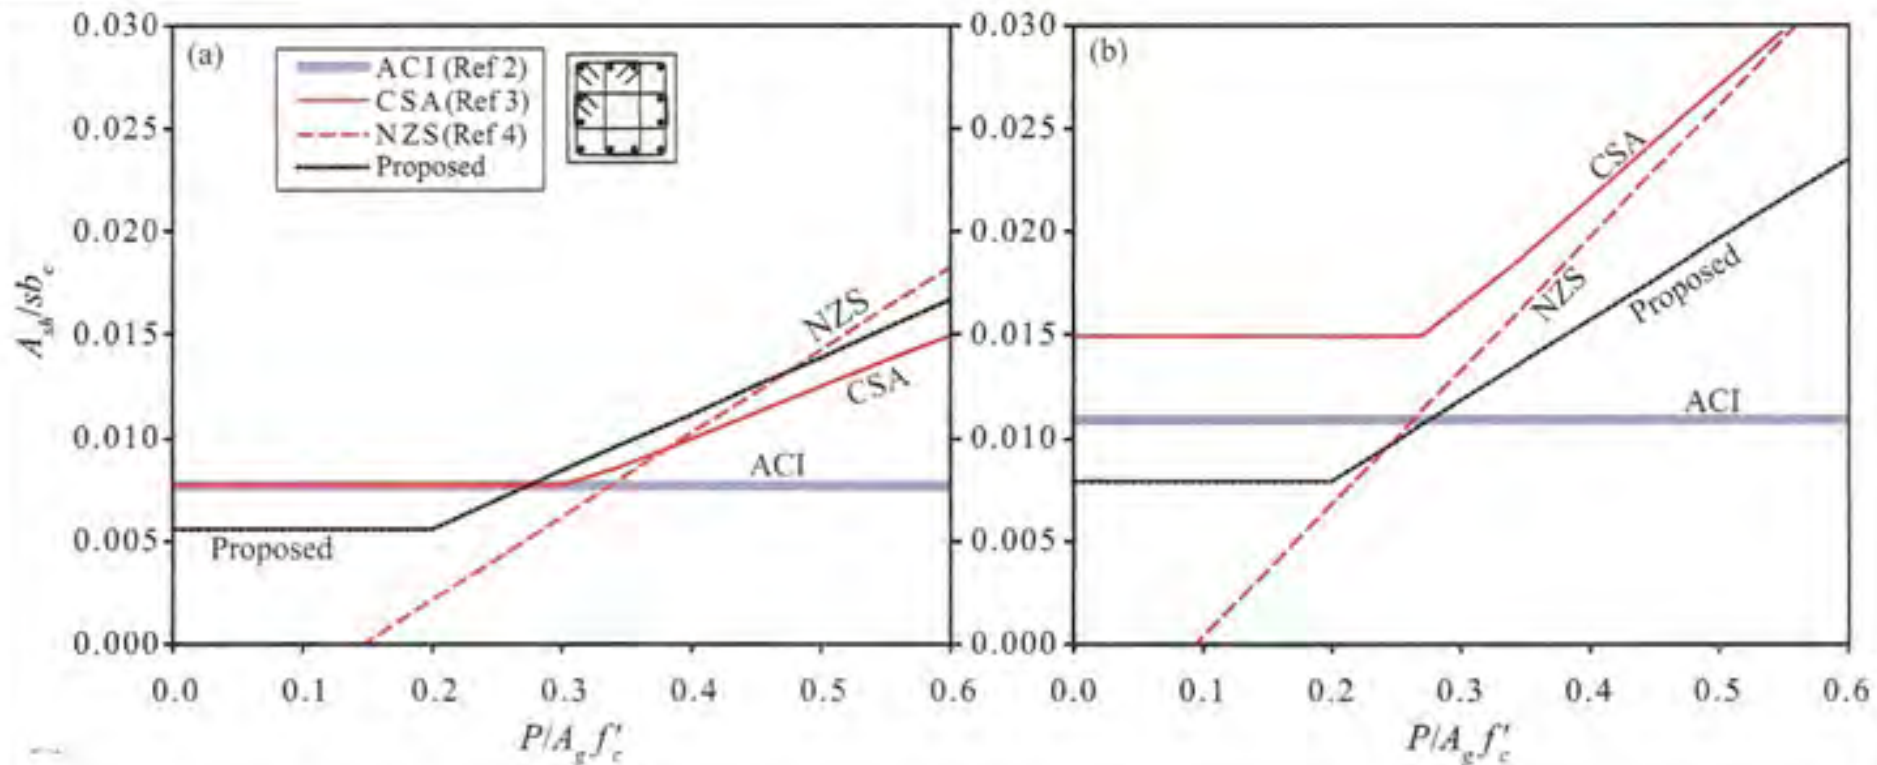 (a)
ACI (Ref 2)
CSA (Ref 3)
NZS (Ref 4)
Proposed
A_sh/sb_c
0.030
0.025
0.020
0.015
0.010
0.005
0.000
NZS
CSA
ACI
Proposed
0.0 0.1 0.2 0.3 0.4 0.5 0.6
P/A_g f'_c
(b)
0.030
0.025
0.020
0.015
0.010
0.005
0.000
CSA
NZS
Proposed
ACI
0.0 0.1 0.2 0.3 0.4 0.5 0.6
P/A_g f'_c